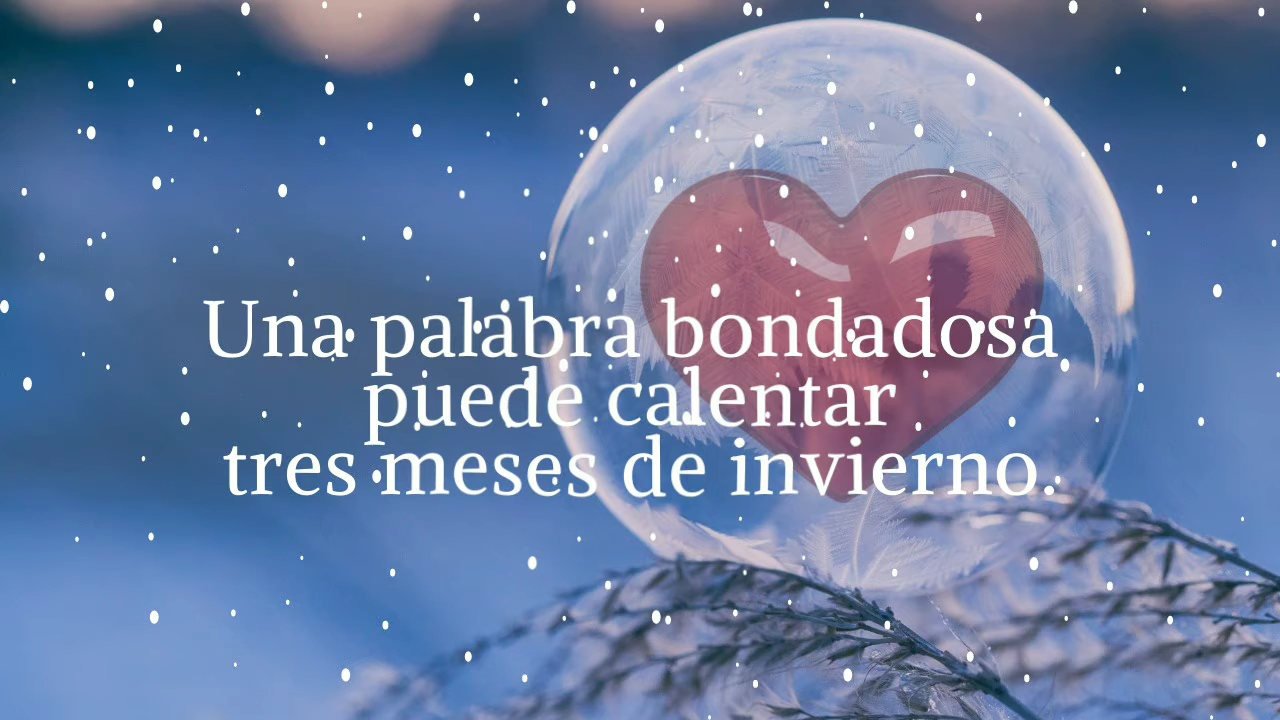 Una palabra bondadosa
puede calentar
tres meses de invierno.